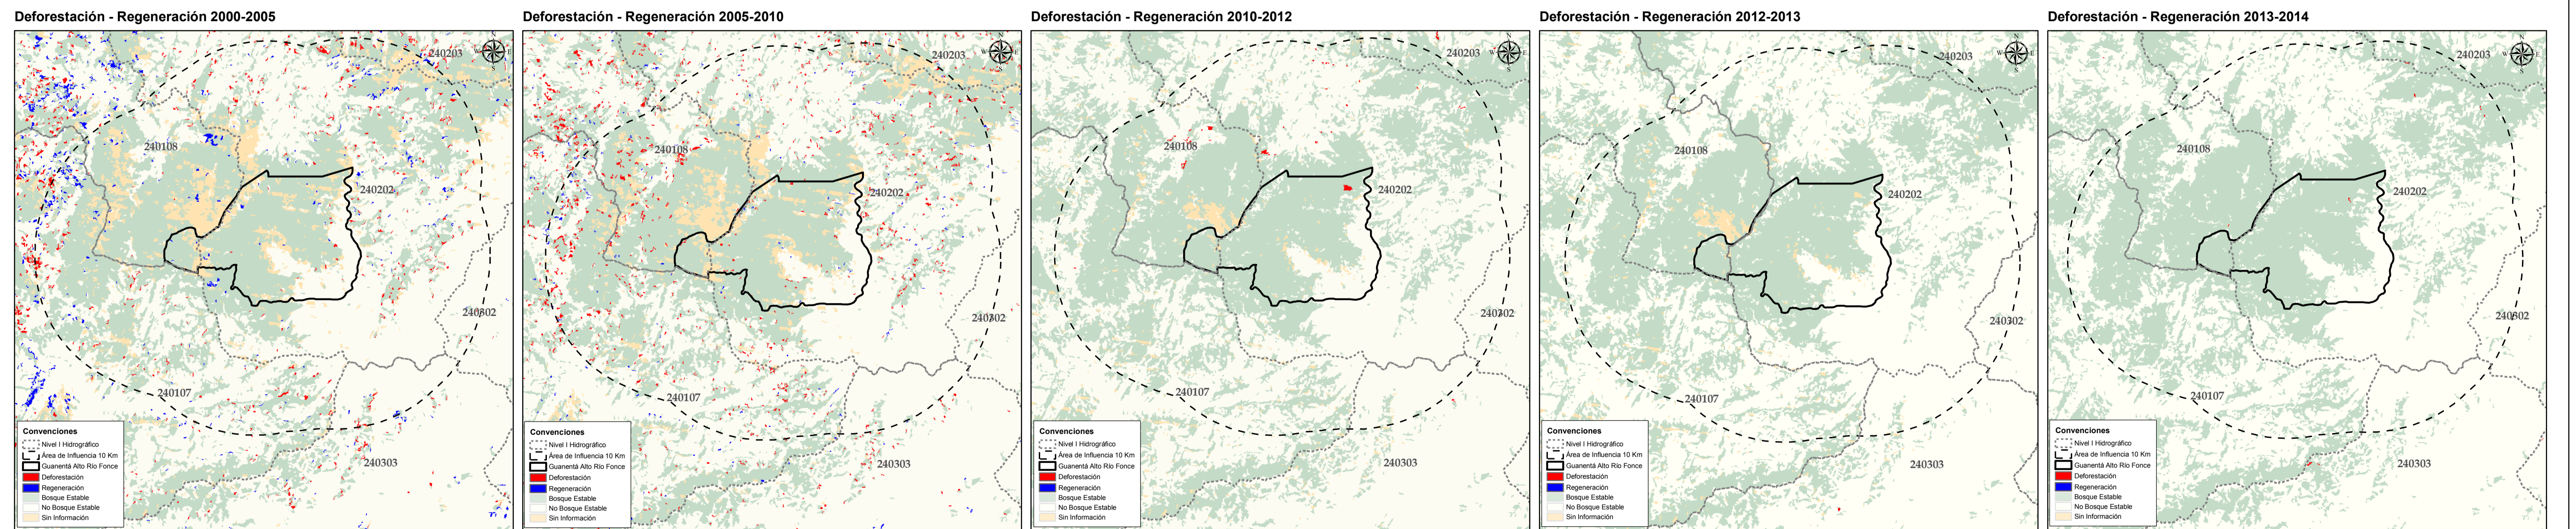 Deforestación - Regeneración 2000-2005
N
W
E
S
240203
240108
240202
240302
240107
240303
Convenciones
Nivel I Hidrográfico
Área de Influencia 10 Km
Guanentá Alto Río Fonce
Deforestación
Regeneración
Bosque Estable
No Bosque Estable
Sin Información
Deforestación - Regeneración 2005-2010
N
W
E
S
240203
240108
240202
240302
240107
240303
Convenciones
Nivel I Hidrográfico
Área de Influencia 10 Km
Guanentá Alto Río Fonce
Deforestación
Regeneración
Bosque Estable
No Bosque Estable
Sin Información
Deforestación - Regeneración 2010-2012
N
W
E
S
240203
240108
240202
240302
240107
240303
Convenciones
Nivel I Hidrográfico
Área de Influencia 10 Km
Guanentá Alto Río Fonce
Deforestación
Regeneración
Bosque Estable
No Bosque Estable
Sin Información
Deforestación - Regeneración 2012-2013
N
W
E
S
240203
240108
240202
240302
240107
240303
Convenciones
Nivel I Hidrográfico
Área de Influencia 10 Km
Guanentá Alto Río Fonce
Deforestación
Regeneración
Bosque Estable
No Bosque Estable
Sin Información
Deforestación - Regeneración 2013-2014
N
W
E
S
240203
240108
240202
240302
240107
240303
Convenciones
Nivel I Hidrográfico
Área de Influencia 10 Km
Guanentá Alto Río Fonce
Deforestación
Regeneración
Bosque Estable
No Bosque Estable
Sin Información